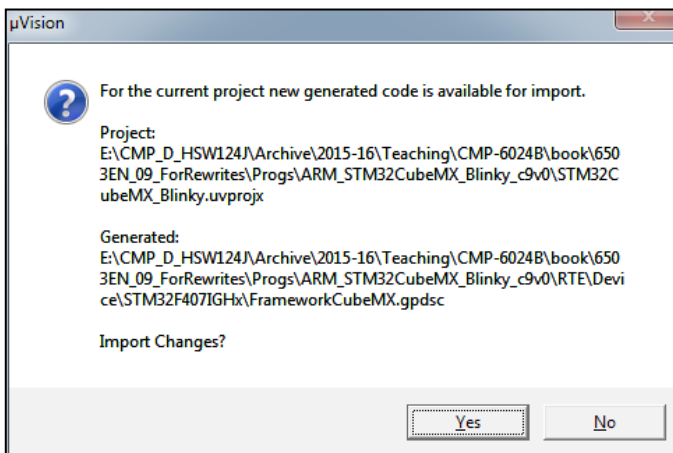 µVision
For the current project new generated code is available for import.
Project:
E:\CMP_D_HSW124J\Archive\2015-16\Teaching\CMP-6024B\book\650
3EN_09_ForRewrites\Progs\ARM_STM32CubeMX_Blinky_c9v0\STM32C
ubeMX_Blinky.uvprojx
Generated:
E:\CMP_D_HSW124J\Archive\2015-16\Teaching\CMP-6024B\book\650
3EN_09_ForRewrites\Progs\ARM_STM32CubeMX_Blinky_c9v0\RTE\Devi
ce\STM32F407IGHx\FrameworkCubeMX.gpdsc
Import Changes?
Yes No